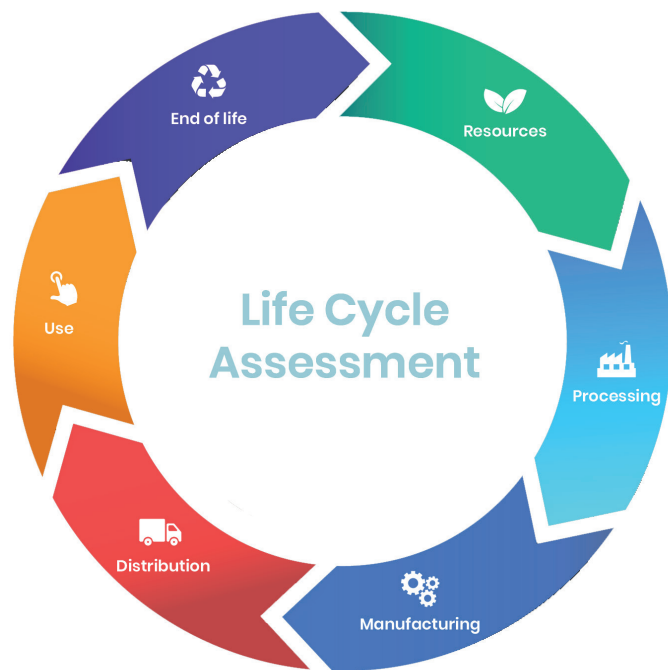 Life Cycle
Assessment
Resources
Processing
Manufacturing
Distribution
Use
End of life